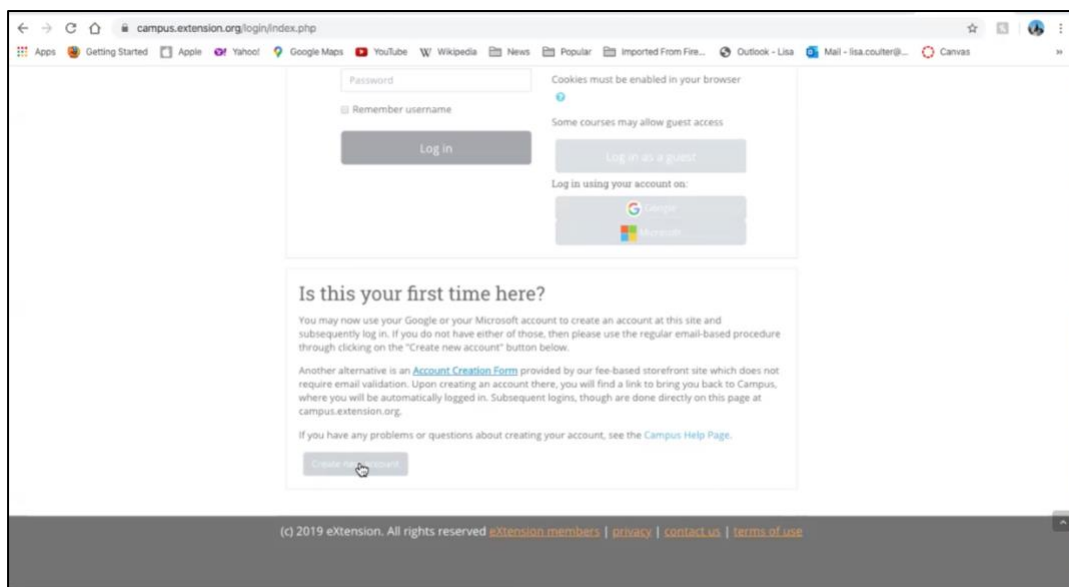 campus.extension.org/login/index.php
Apps Getting Started Apple Yahoo! Google Maps YouTube Wikipedia News Popular Imported From Fire... Outlook - Lisa Mail - lisa.coulter@... Canvas »
Password
Remember username
Log in
Cookies must be enabled in your browser
Some courses may allow guest access
Log in as a guest
Log in using your account on:
Google
Microsoft
Is this your first time here?
You may now use your Google or your Microsoft account to create an account at this site and
subsequently log in. If you do not have either of those, then please use the regular email-based procedure
through clicking on the "Create new account" button below.
Another alternative is an Account Creation Form provided by our fee-based storefront site which does not
require email validation. Upon creating an account there, you will find a link to bring you back to Campus,
where you will be automatically logged in. Subsequent logins, though are done directly on this page at
campus.extension.org.
If you have any problems or questions about creating your account, see the Campus Help Page.
Create new account
(c) 2019 eXtension. All rights reserved eXtension members | privacy | contact us | terms of use